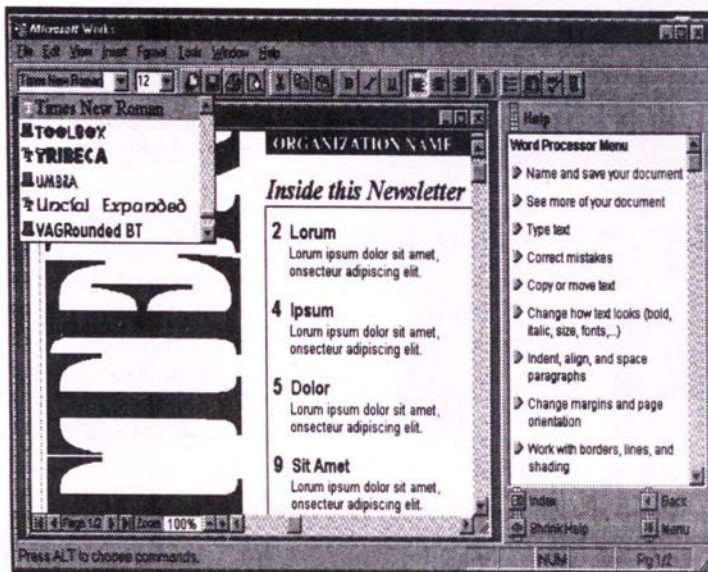 Microsoft Works
File Edit View Insert Format Tools Window Help
Times New Roman 12 B I U
Times New Roman
TOOLBOX
TRIBECA
UMBRA
Uncial Expanded
VAGRounded BT
ORGANIZATION NAME
Inside this Newsletter
2 Lorum
Lorum ipsum dolor sit amet,
onsecteur adipiscing elit.
4 Ipsum
Lorum ipsum dolor sit amet,
onsecteur adipiscing elit.
5 Dolor
Lorum ipsum dolor sit amet,
onsecteur adipiscing elit.
9 Sit Amet
Lorum ipsum dolor sit amet,
onsecteur adipiscing elit.
Page 1/2 Zoom 100%
Help
Word Processor Menu
Name and save your document
See more of your document
Type text
Correct mistakes
Copy or move text
Change how text looks (bold,
italic, size, fonts,...)
Indent, align, and space
paragraphs
Change margins and page
orientation
Work with borders, lines, and
shading
Index Back
Shrink Help Menu
Press ALT to choose commands.
NUM Pg 1/2